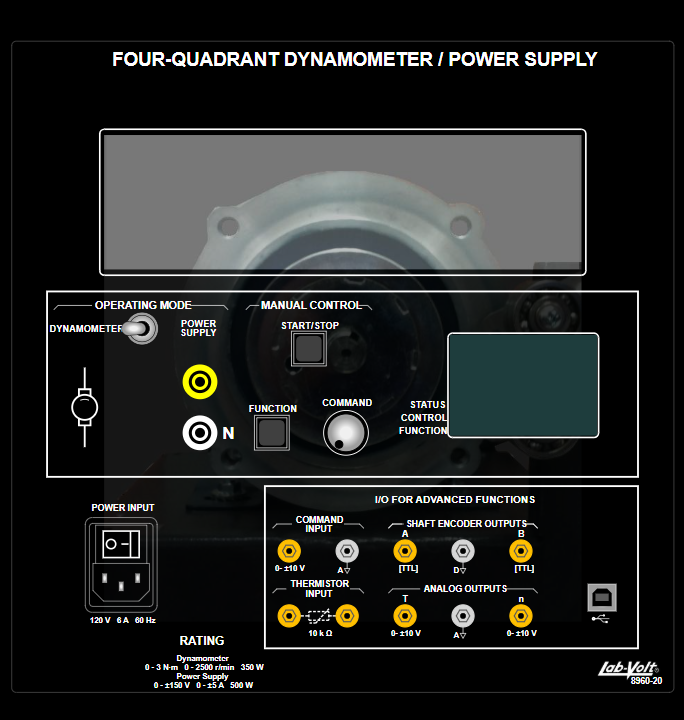 FOUR-QUADRANT DYNAMOMETER / POWER SUPPLY
OPERATING MODE
MANUAL CONTROL
DYNAMOMETER
POWER
SUPPLY
START/STOP
FUNCTION
COMMAND
STATUS
CONTROL
FUNCTION
N
POWER INPUT
120 V 6 A 60 Hz
I/O FOR ADVANCED FUNCTIONS
COMMAND
INPUT
SHAFT ENCODER OUTPUTS
A
B
0- ±10 V
A
[TTL]
D
[TTL]
THERMISTOR
INPUT
ANALOG OUTPUTS
T
n
10 k Ω
0- ±10 V
A
0- ±10 V
RATING
Dynamometer
0 - 3 N·m 0 - 2500 r/min 350 W
Power Supply
0 - ±150 V 0 - ±5 A 500 W
Lab-Volt®
8960-20